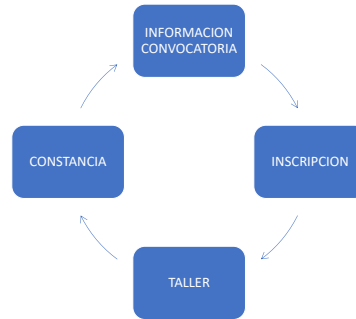 INFORMACION
CONVOCATORIA
INSCRIPCION
TALLER
CONSTANCIA